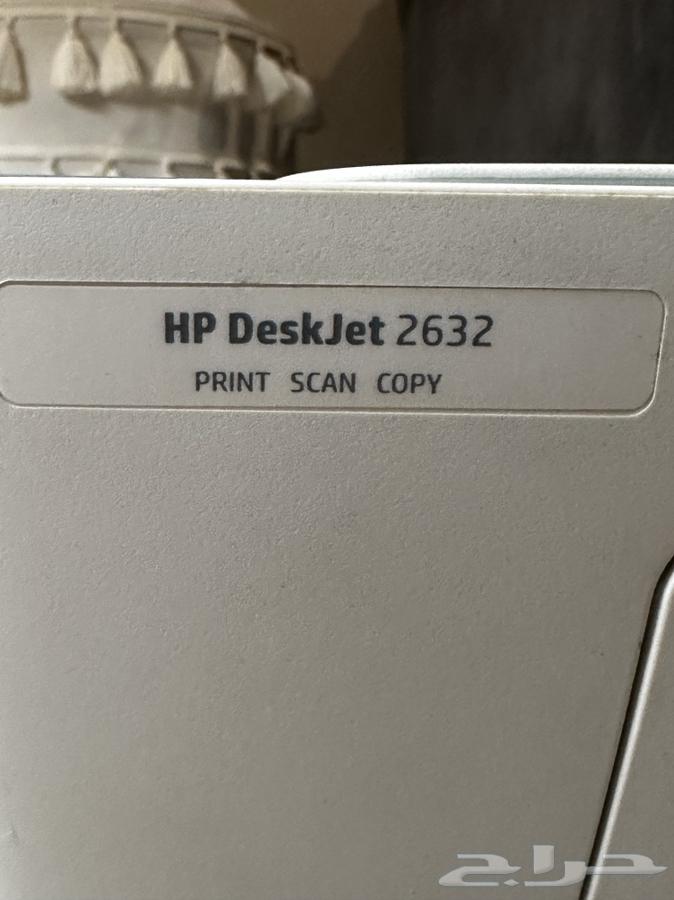 HP DeskJet 2632
PRINT SCAN COPY
حراج